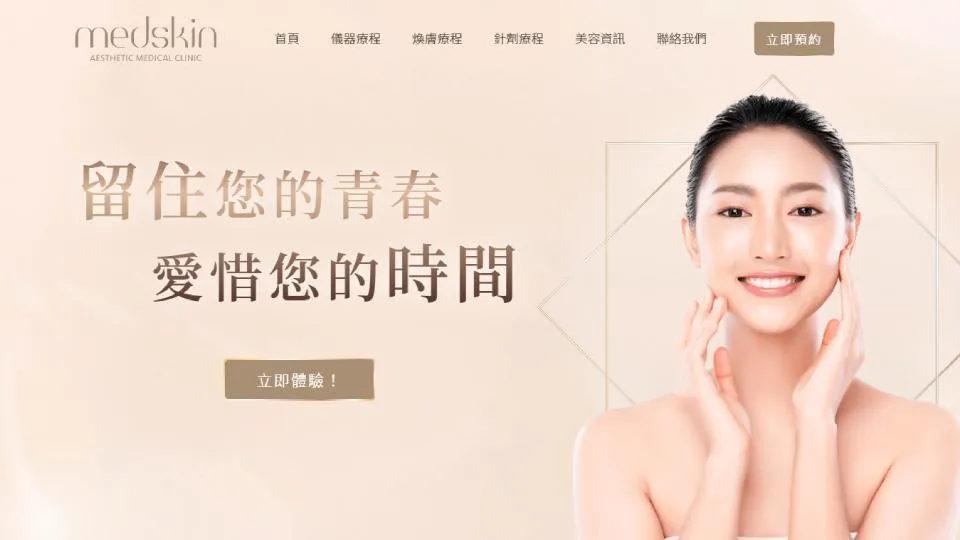 medskin
AESTHETIC MEDICAL CLINIC
首頁 儀器療程 煥膚療程 針劑療程 美容資訊 聯絡我們 立即預約
留住您的青春
愛惜您的時間
立即體驗！